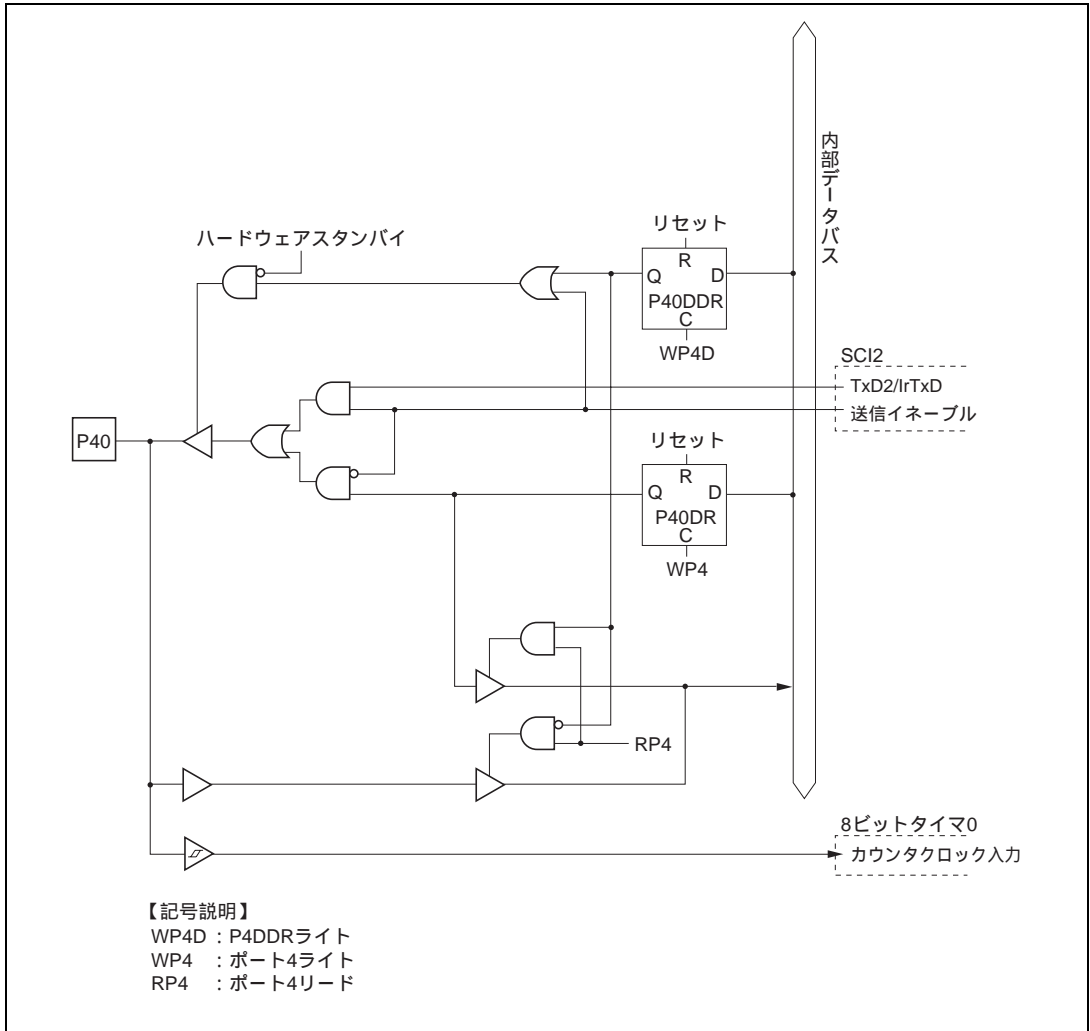 内部データバス
リセット
ハードウェアスタンバイ
R
Q D
P40DDR
C
WP4D
SCI2
TxD2/IrTxD
送信イネーブル
P40
リセット
R
Q D
P40DR
C
WP4
RP4
8ビットタイマ0
カウンタクロック入力
【記号説明】
WP4D : P4DDRライト
WP4 : ポート4ライト
RP4 : ポート4リード